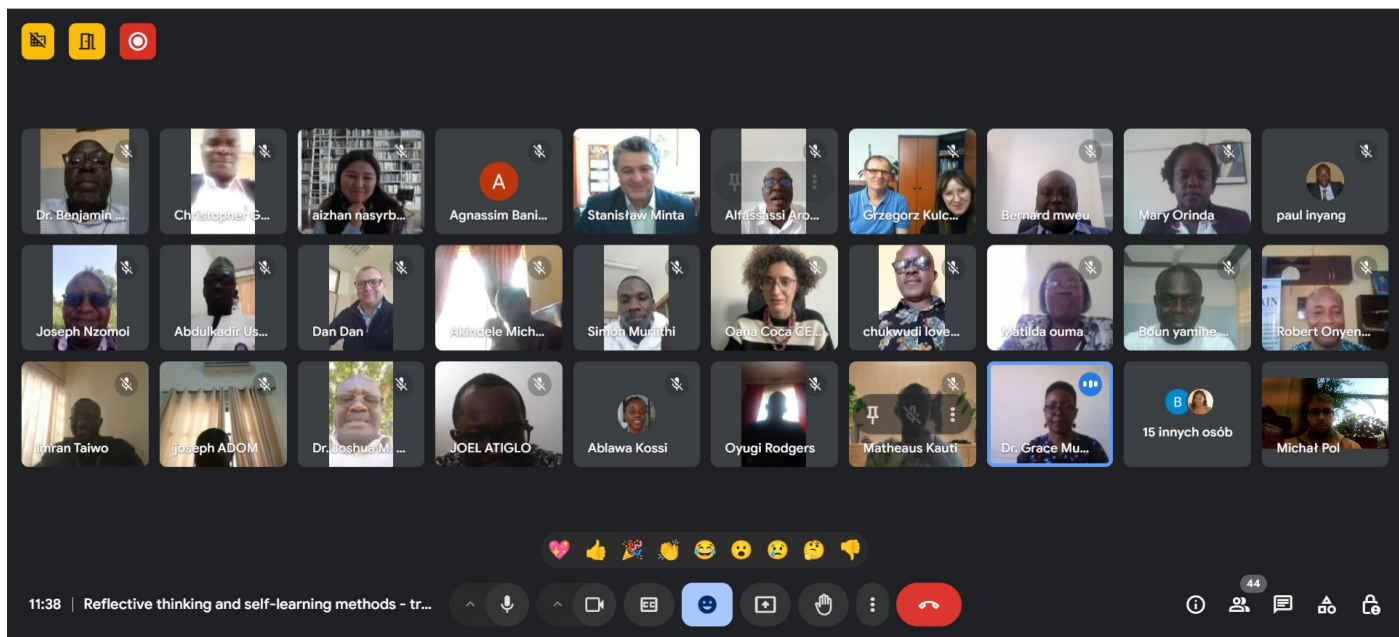 Dr. Benjamin ...
Christopher G...
aizhan nasyrb...
A
Agnassim Bani...
Stanisław Minta
Alfassassi Aro...
Grzegorz Kulc...
Bernard mweu
Mary Orinda
paul inyang
Joseph Nzomoi
Abdulkadir Us...
Dan Dan
Akindele Mich...
Simon Muriithi
Oana Coca CE...
chukwudi love...
Matilda ouma
Boun yamine ...
Robert Onyen...
AIN
Imran Taiwo
joseph ADOM
Dr. Joshua M. ...
JOEL ATIGLO
Ablawa Kossi
Oyugi Rodgers
Matheaus Kauti
Dr. Grace Mu...
B
15 innych osób
Michał Pol
44
11:38 | Reflective thinking and self-learning methods - tr...
CC